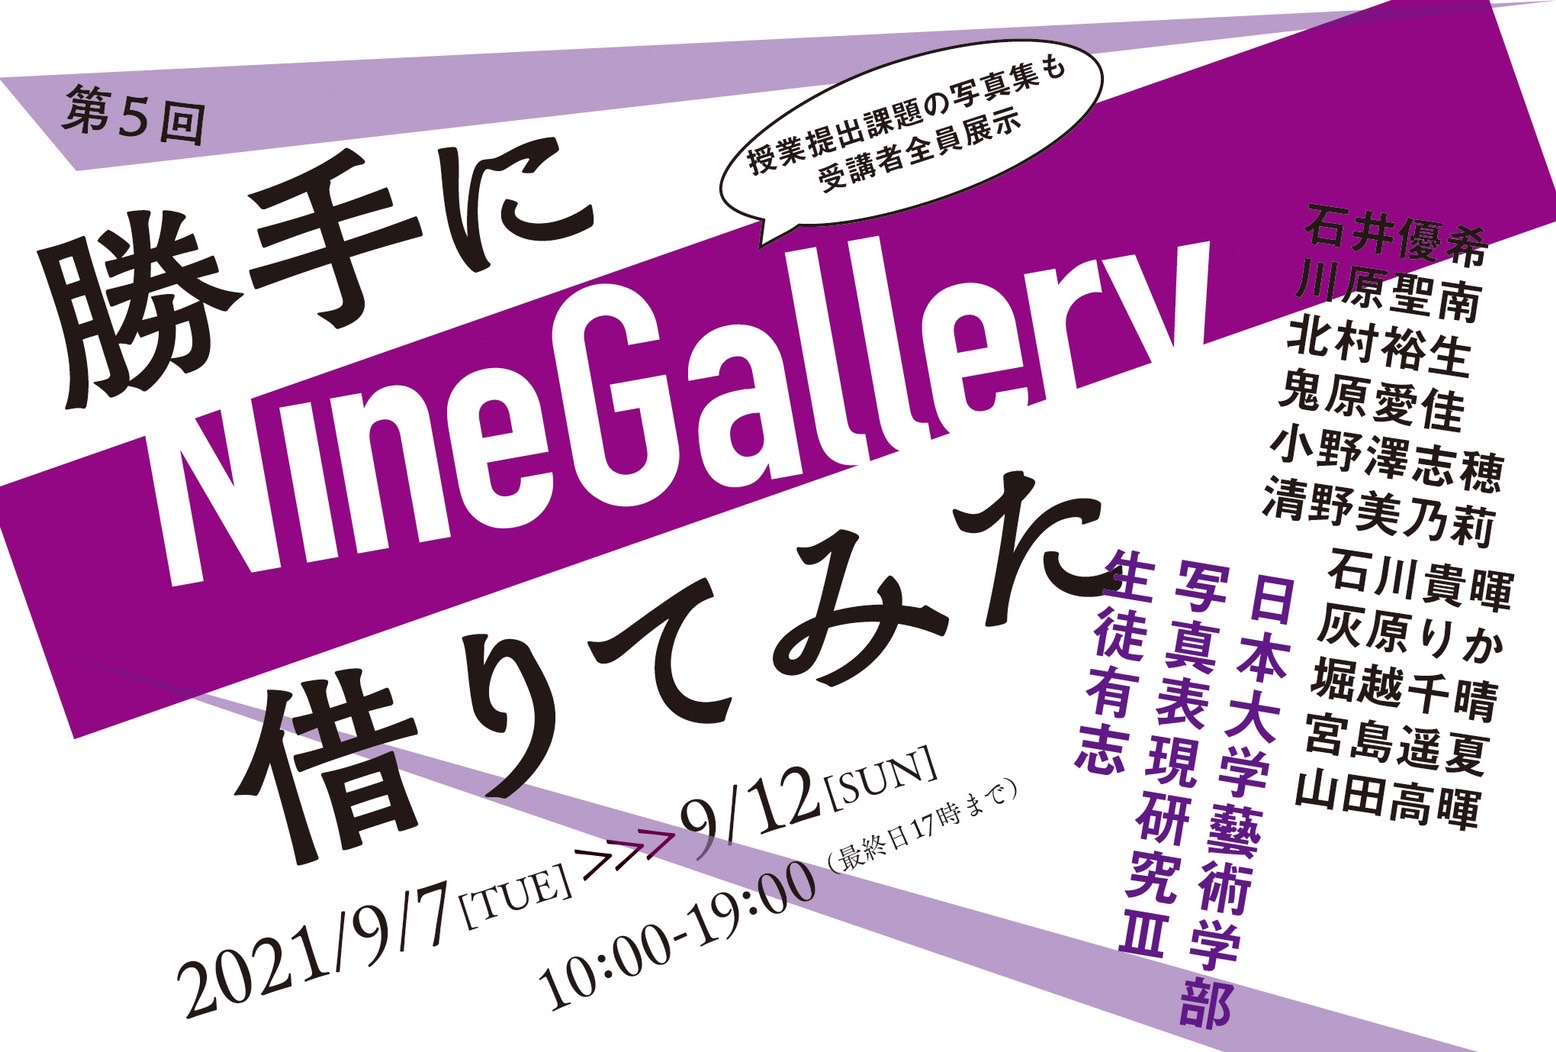 第5回
勝手に
NineGallery
借りてみた
授業提出課題の写真集も
受講者全員展示
2021/9/7[TUE]>>>9/12[SUN]
10:00-19:00（最終日17時まで）
日本大学藝術学部
写真表現研究Ⅲ
生徒有志
石井優希
川原聖南
北村裕生
鬼原愛佳
小野澤志穂
清野美乃莉
石川貴暉
灰原りか
堀越千晴
宮島遥夏
山田高暉